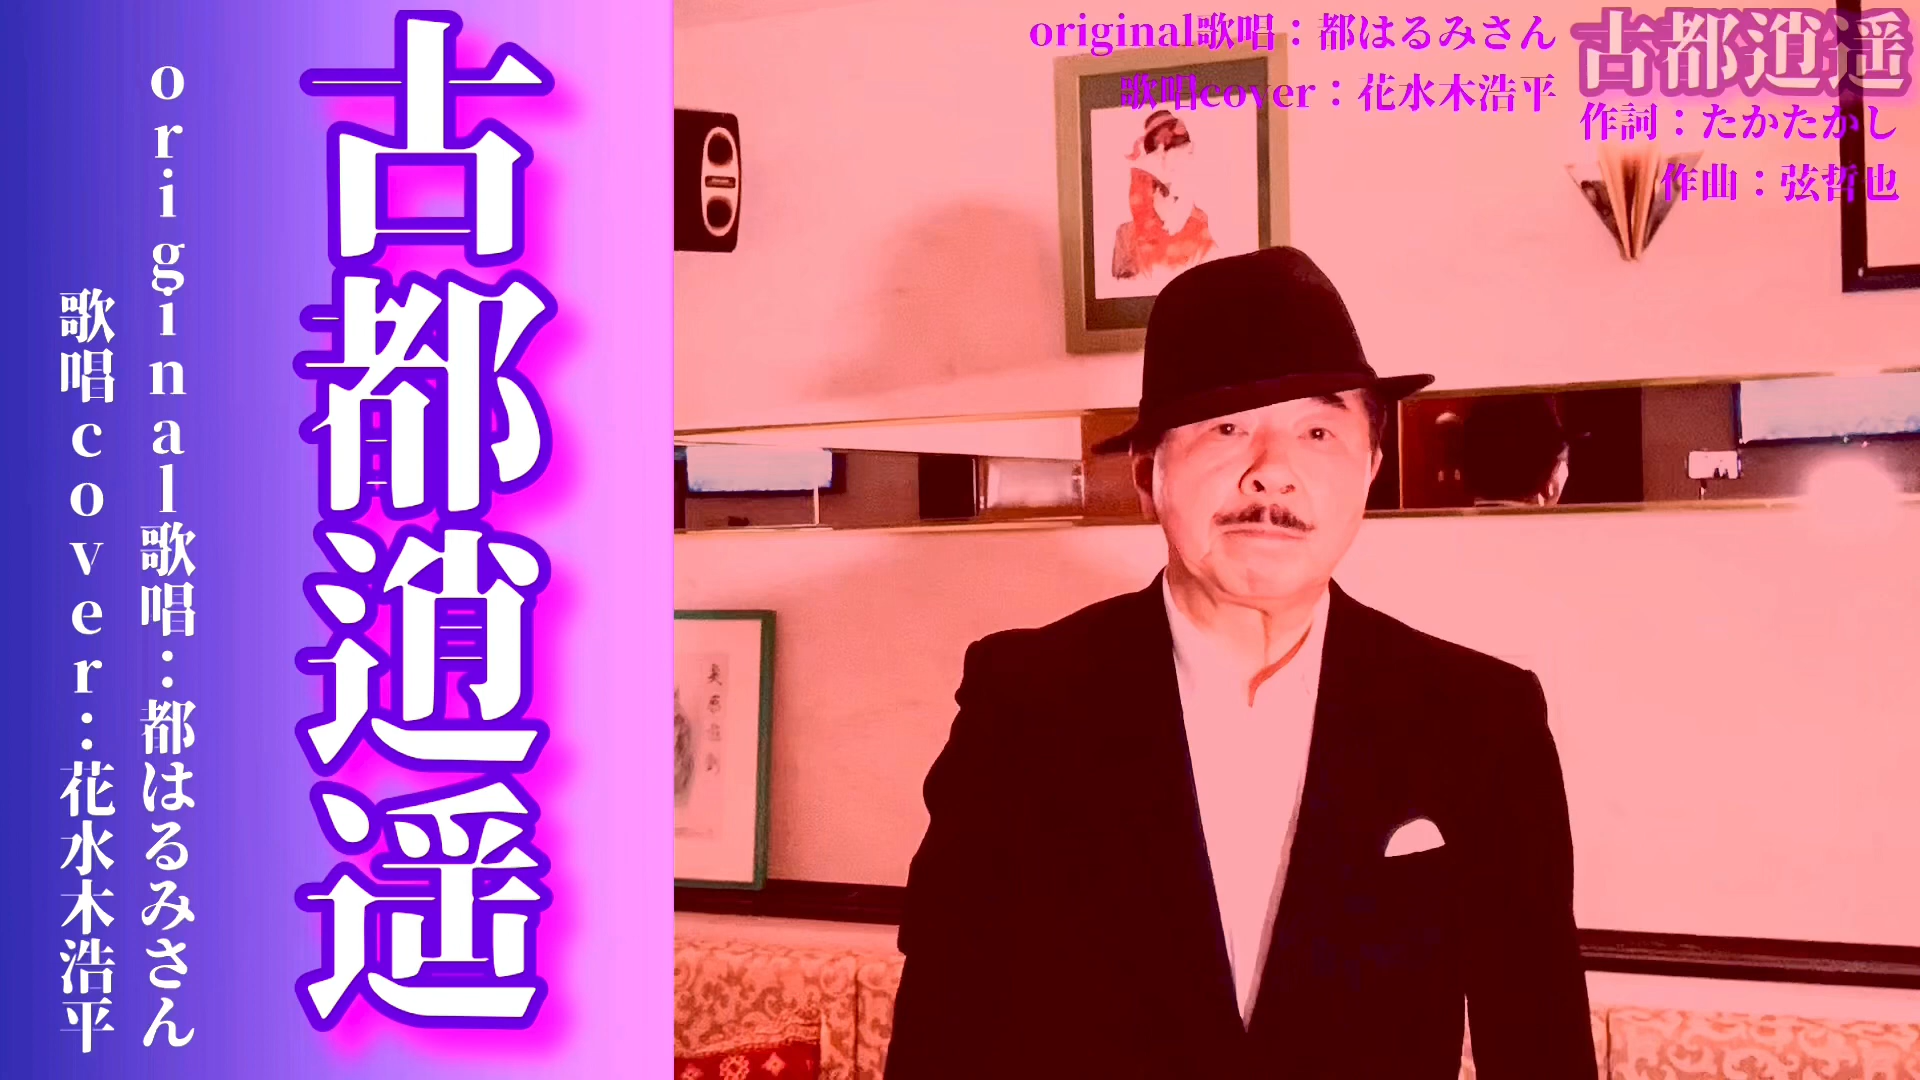 古都逍遥
original歌唱：都はるみさん
歌唱cover：花水木浩平
original歌唱：都はるみさん
歌唱cover：花水木浩平
古都逍遥
作詞：たかたかし
作曲：弦哲也